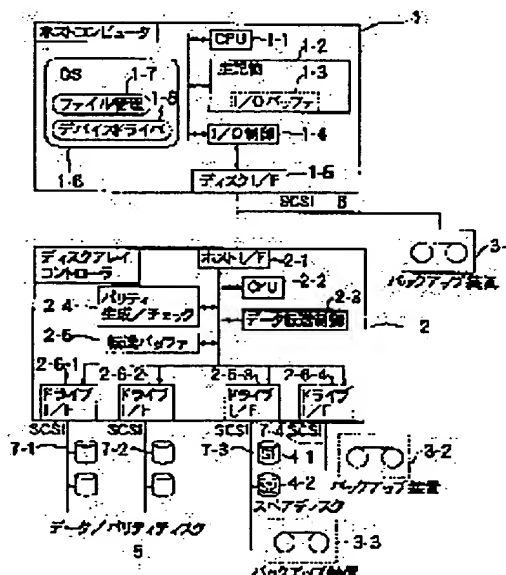 ホストコンピュータ
1
CPU
1-1
1-2
OS
1-7
主記憶
1-3
ファイル管理
1-8
I/Oバッファ
デバイスドライバ
I/O制御
1-4
1-6
ディスクI/F
1-5
SCSI
6
3-
バックアップ装置
ディスクアレイ
コントローラ
ホストI/F
2-1
CPU
2-2
2-4
パリティ
生成/チェック
2-3
データ転送制御
2
2-5
転送バッファ
2-6-1
2-6-2
2-6-4
ドライブ
I/F
ドライブ
I/F
ドライブ
I/F
ドライブ
I/F
SCSI
SCSI
SCSI
7-4
SCSI
7-1
7-2
7-3
4-1
3-2
4-2
バックアップ装置
スペアディスク
データ/パリティディスク
5
3-3
バックアップ装置